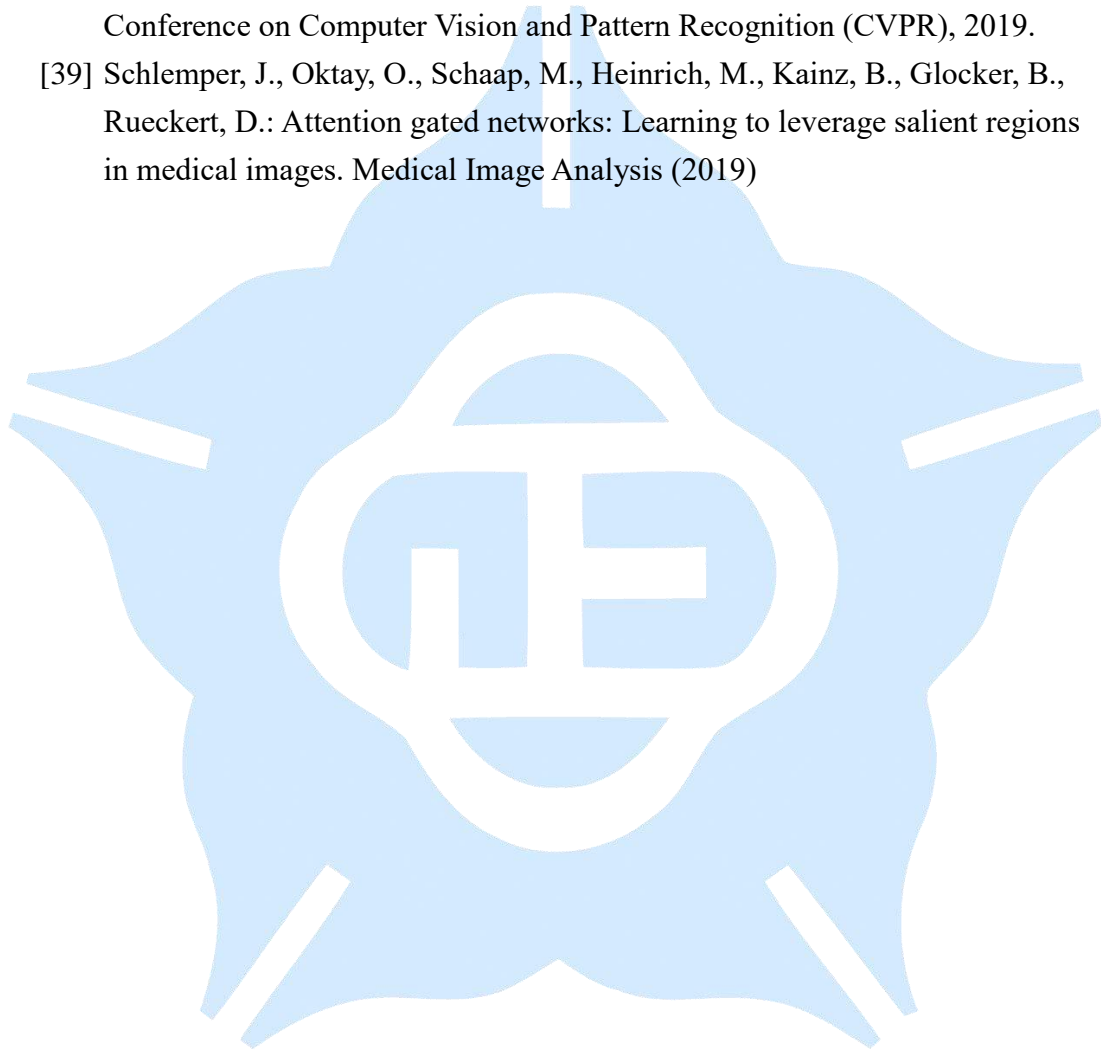 Conference on Computer Vision and Pattern Recognition (CVPR), 2019.
[39] Schlemper, J., Oktay, O., Schaap, M., Heinrich, M., Kainz, B., Glocker, B.,
Rueckert, D.: Attention gated networks: Learning to leverage salient regions
in medical images. Medical Image Analysis (2019)